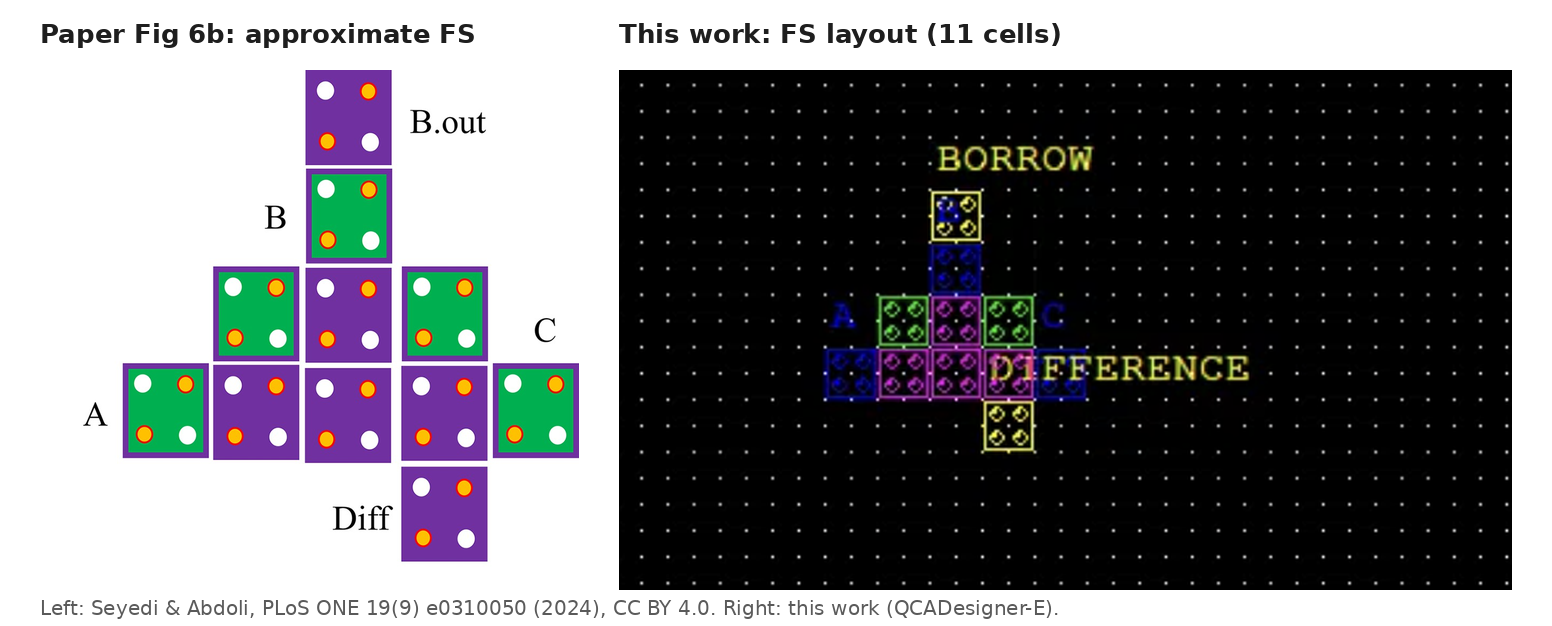 Paper Fig 6b: approximate FS
This work: FS layout (11 cells)
B.out
B
C
A
Diff
BORROW
B
A
C
DIFFERENCE
Left: Seyedi & Abdoli, PLoS ONE 19(9) e0310050 (2024), CC BY 4.0. Right: this work (QCADesigner-E).